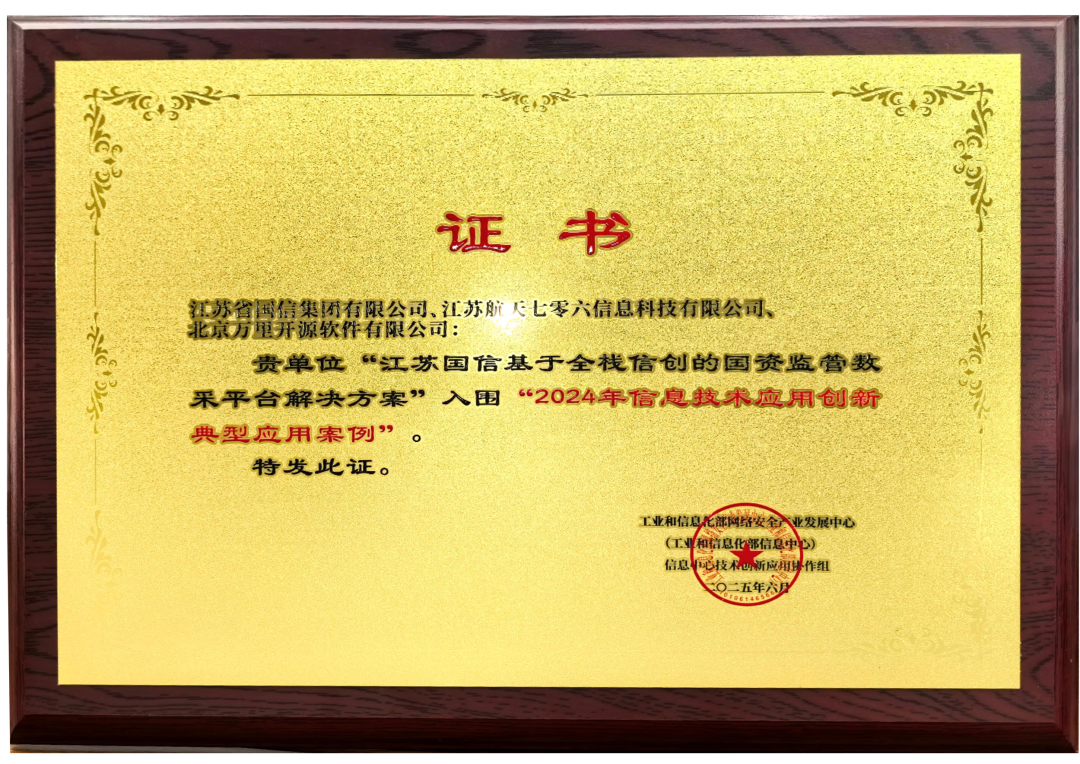 证 书
江苏省国信集团有限公司、江苏航天七零六信息科技有限公司、
北京万里开源软件有限公司：
贵单位“江苏国信基于全栈信创的国资监管数
采平台解决方案”入围“2024年信息技术应用创新
典型应用案例”。
特发此证。
工业和信息化部网络安全产业发展中心
（工业和信息化部信息中心）
信息中心技术创新应用协作组
二〇二五年六月